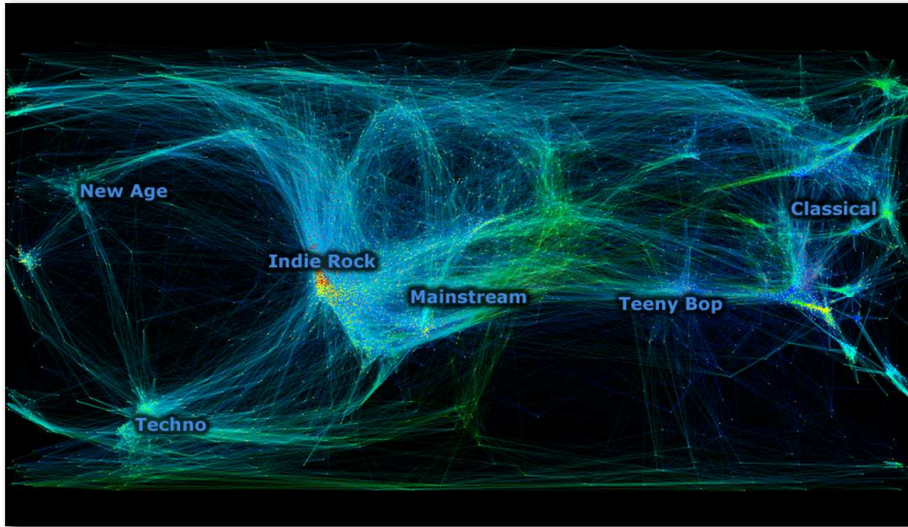 New Age
Classical
Indie Rock
Mainstream
Teeny Bop
Techno